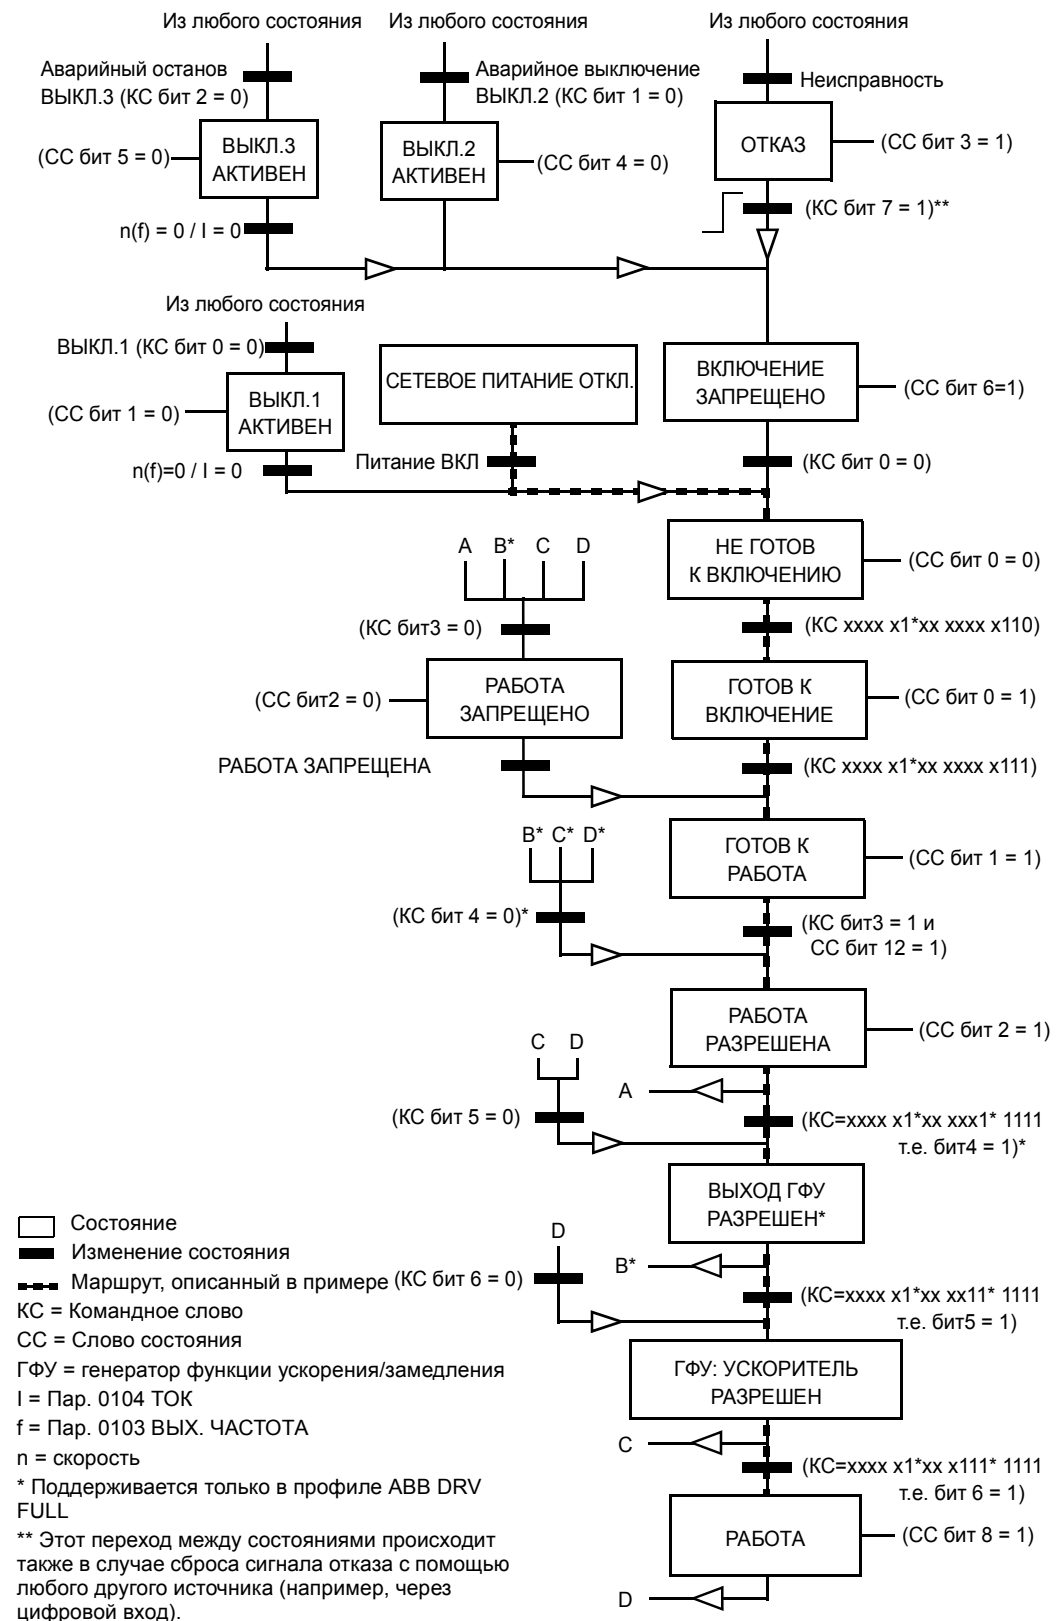 Из любого состояния
Из любого состояния
Из любого состояния
Аварийный останов
ВЫКЛ.3 (КС бит 2 = 0)
Аварийное выключение
ВЫКЛ.2 (КС бит 1 = 0)
Неисправность
(СС бит 5 = 0)
ВЫКЛ.3
АКТИВЕН
ВЫКЛ.2
АКТИВЕН
(СС бит 4 = 0)
ОТКАЗ
(СС бит 3 = 1)
n(f) = 0 / I = 0
(КС бит 7 = 1)**
Из любого состояния
ВЫКЛ.1 (КС бит 0 = 0)
(СС бит 1 = 0)
ВЫКЛ.1
АКТИВЕН
СЕТЕВОЕ ПИТАНИЕ ОТКЛ.
ВКЛЮЧЕНИЕ
ЗАПРЕЩЕНО
(СС бит 6=1)
n(f)=0 / I = 0
Питание ВКЛ
(КС бит 0 = 0)
A B* C D
НЕ ГОТОВ
К ВКЛЮЧЕНИЮ
(СС бит 0 = 0)
(КС бит3 = 0)
(КС xxxx x1*xx xxxx x110)
(СС бит2 = 0)
РАБОТА
ЗАПРЕЩЕНО
ГОТОВ К
ВКЛЮЧЕНИЕ
(СС бит 0 = 1)
РАБОТА ЗАПРЕЩЕНА
(КС xxxx x1*xx xxxx x111)
B* C* D*
ГОТОВ К
РАБОТА
(СС бит 1 = 1)
(КС бит 4 = 0)*
(КС бит3 = 1 и
СС бит 12 = 1)
РАБОТА
РАЗРЕШЕНА
(СС бит 2 = 1)
C D
A
(КС бит 5 = 0)
(КС=xxxx x1*xx xxx1* 1111
т.е. бит4 = 1)*
ВЫХОД ГФУ
РАЗРЕШЕН*
D
B*
(КС бит 6 = 0)
(КС=xxxx x1*xx xx11* 1111
т.е. бит5 = 1)
ГФУ: УСКОРИТЕЛЬ
РАЗРЕШЕН
C
(КС=xxxx x1*xx x111* 1111
т.е. бит 6 = 1)
РАБОТА
(СС бит 8 = 1)
D
Состояние
Изменение состояния
Маршрут, описанный в примере
КС = Командное слово
СС = Слово состояния
ГФУ = генератор функции ускорения/замедления
I = Пар. 0104 ТОК
f = Пар. 0103 ВЫХ. ЧАСТОТА
n = скорость
* Поддерживается только в профиле ABB DRV
FULL
** Этот переход между состояниями происходит
также в случае сброса сигнала отказа с помощью
любого другого источника (например, через
цифровой вход).